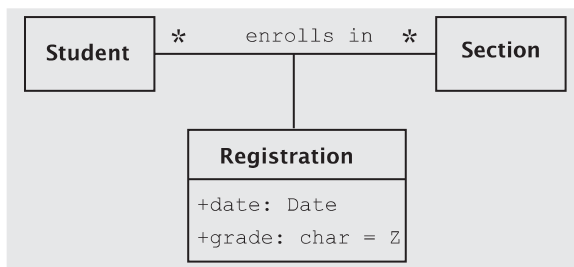 Student * enrolls in * Section
Registration
+date: Date
+grade: char = Z